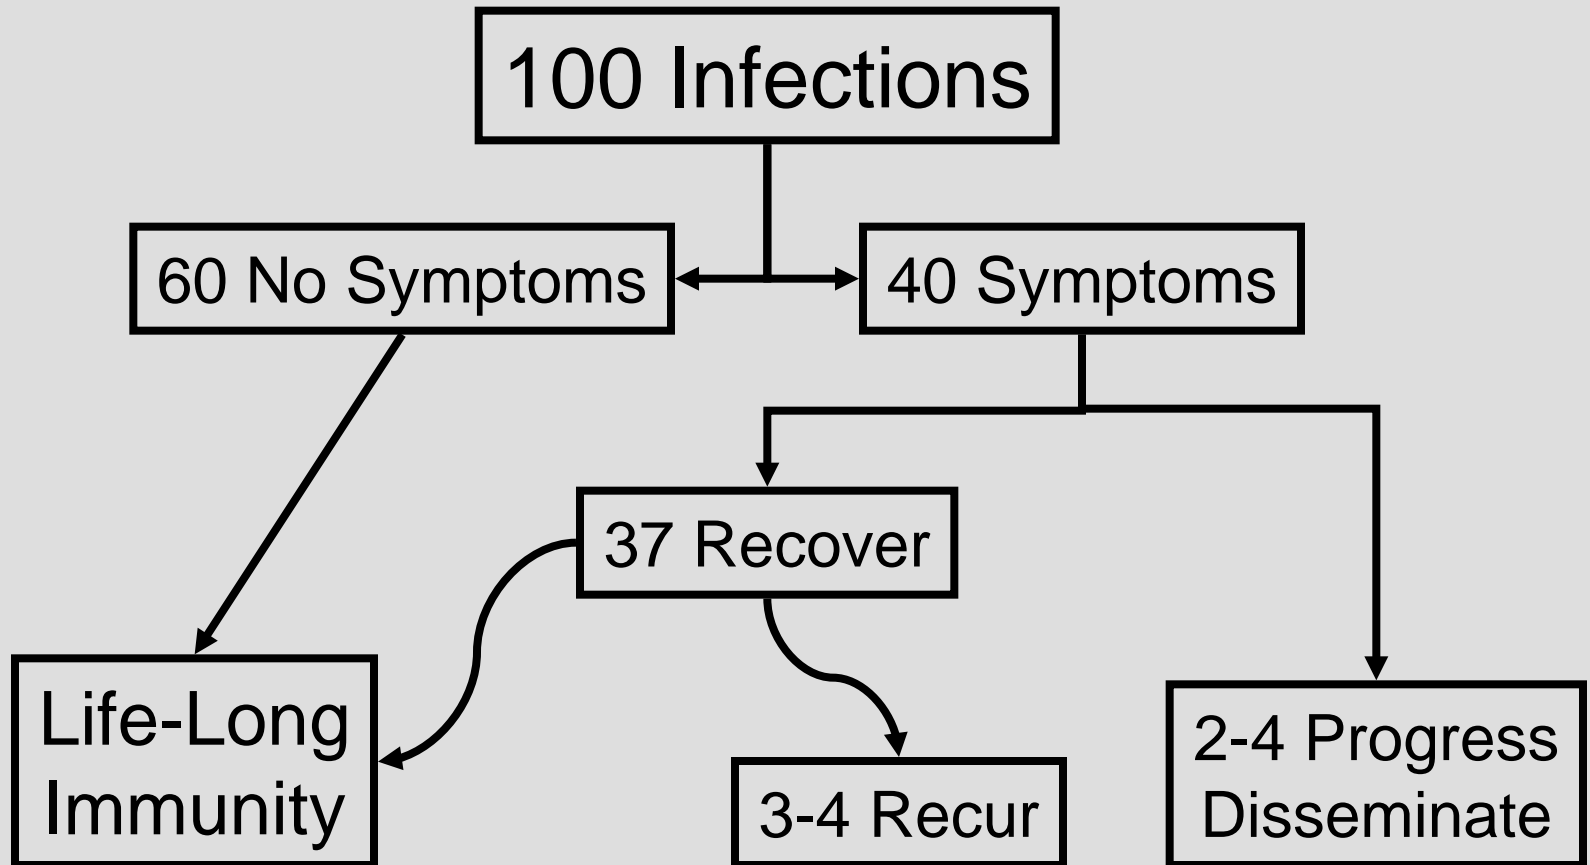 100 Infections
60 No Symptoms
40 Symptoms
37 Recover
Life-Long
Immunity
3-4 Recur
2-4 Progress
Disseminate